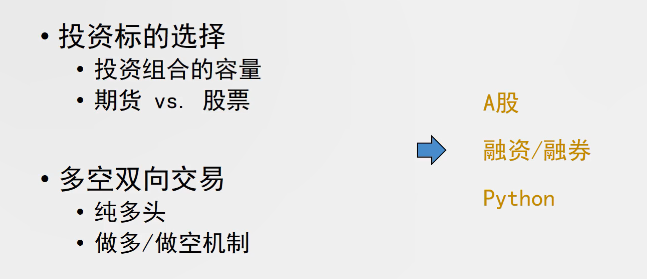 • 投资标的选择
• 投资组合的容量
• 期货 vs. 股票
• 多空双向交易
• 纯多头
• 做多/做空机制
A股
融资/融券
Python